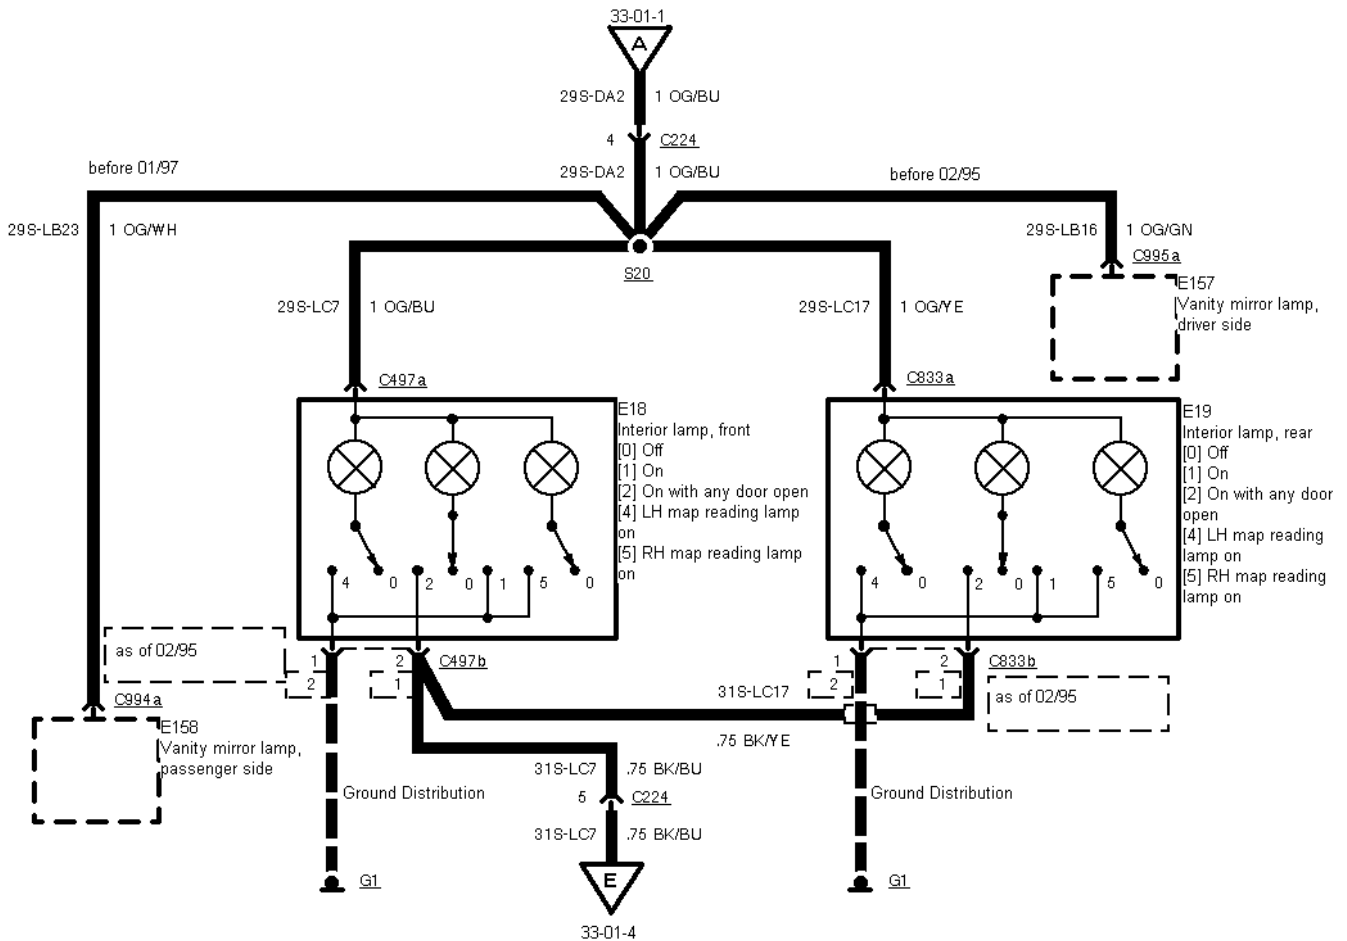 33-01-1
A
29S-DA2 1 OG/BU
4 C224
before 01/97
29S-DA2 1 OG/BU
before 02/95
29S-LB23 1 OG/WH
29S-LB16 1 OG/GN
C995a
S20
E157
Vanity mirror lamp,
driver side
29S-LC7 1 OG/BU
29S-LC17 1 OG/YE
C497a
C833a
E18
Interior lamp, front
[0] Off
[1] On
[2] On with any door open
[4] LH map reading lamp
on
[5] RH map reading lamp
on
E19
Interior lamp, rear
[0] Off
[1] On
[2] On with any door
open
[4] LH map reading
lamp on
[5] RH map reading
lamp on
4 0 2 0 1 5 0
4 0 2 0 1 5 0
as of 02/95
1 2 C497b
2 1
1 2 C833b
2 1
31S-LC17
as of 02/95
C994a
E158
Vanity mirror lamp,
passenger side
.75 BK/YE
31S-LC7 .75 BK/BU
Ground Distribution
5 C224
Ground Distribution
31S-LC7 .75 BK/BU
G1
E
G1
33-01-4